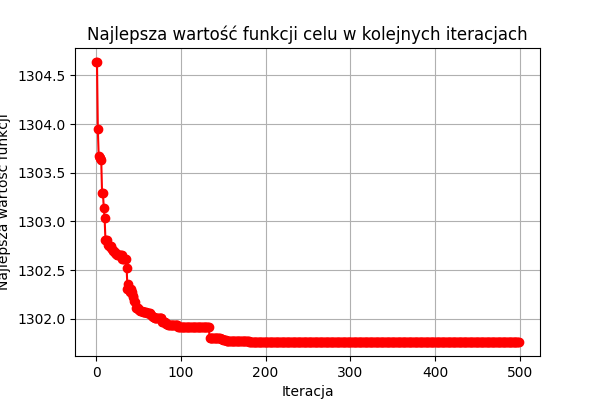 Najlepsza wartość funkcji celu w kolejnych iteracjach
Najlepsza wartość funkcji
1304.5
1304.0
1303.5
1303.0
1302.5
1302.0
0 100 200 300 400 500
Iteracja